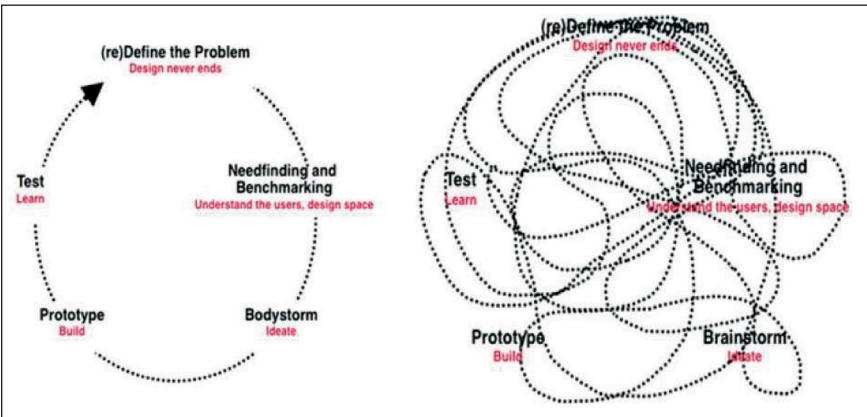 (re)Define the Problem
Design never ends
Needfinding and
Benchmarking
Understand the users, design space
Bodystorm
Ideate
Prototype
Build
Test
Learn
(re)Define the Problem
Design never ends
Needfinding and
Benchmarking
Understand the users, design space
Brainstorm
Ideate
Prototype
Build
Test
Learn